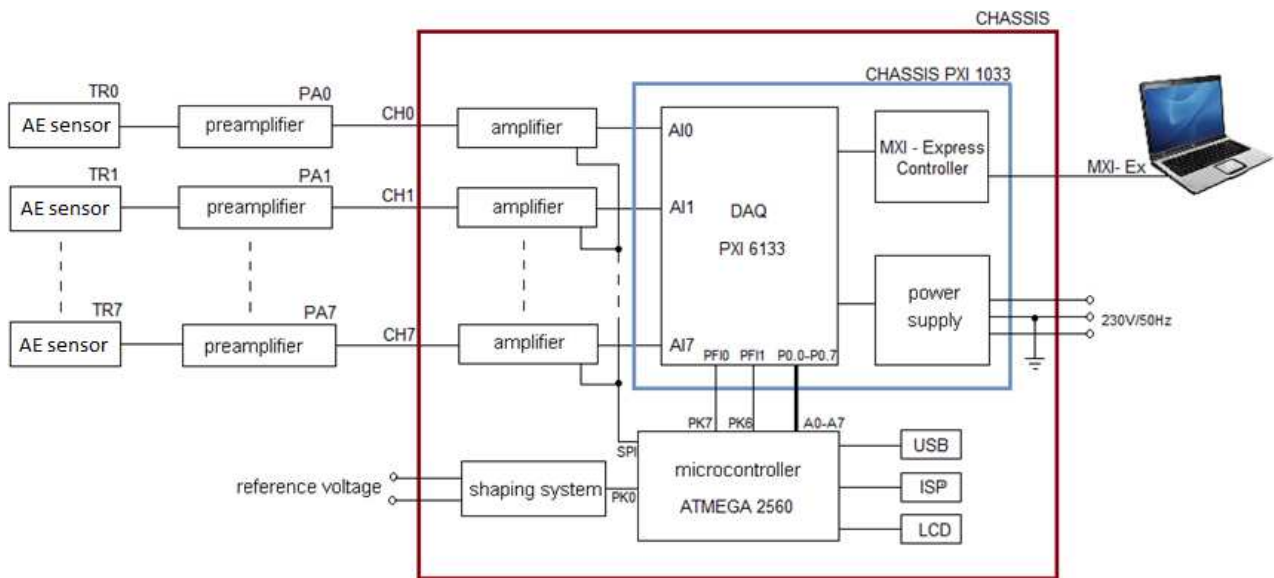 CHASSIS
CHASSIS PXI 1033
TR0
AE sensor
PA0
preamplifier
CH0
amplifier
AI0
MXI - Express
Controller
MXI- Ex
TR1
AE sensor
PA1
preamplifier
CH1
amplifier
AI1
DAQ
PXI 6133
power
supply
230V/50Hz
TR7
AE sensor
PA7
preamplifier
CH7
amplifier
AI7
PFI0
PFI1
P0.0-P0.7
PK7
PK6
A0-A7
SPI
microcontroller
ATMEGA 2560
USB
ISP
LCD
reference voltage
shaping system
PK0